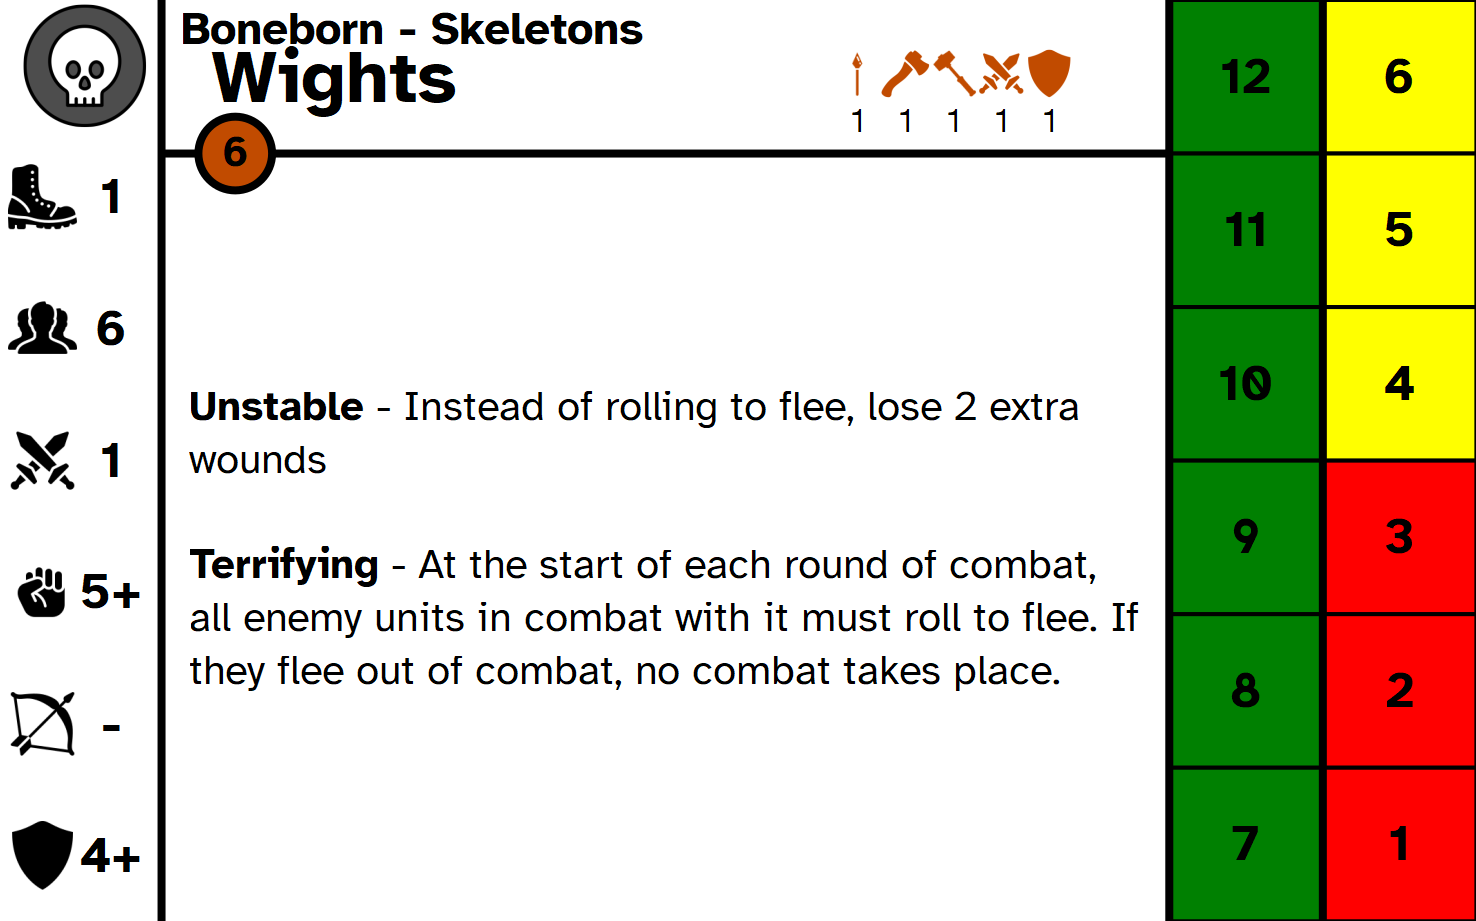 Boneborn - Skeletons
Wights
1 1 1 1 1
6
1
6
1
5+
-
4+
Unstable - Instead of rolling to flee, lose 2 extra
wounds
Terrifying - At the start of each round of combat,
all enemy units in combat with it must roll to flee. If
they flee out of combat, no combat takes place.
12 6
11 5
10 4
9 3
8 2
7 1